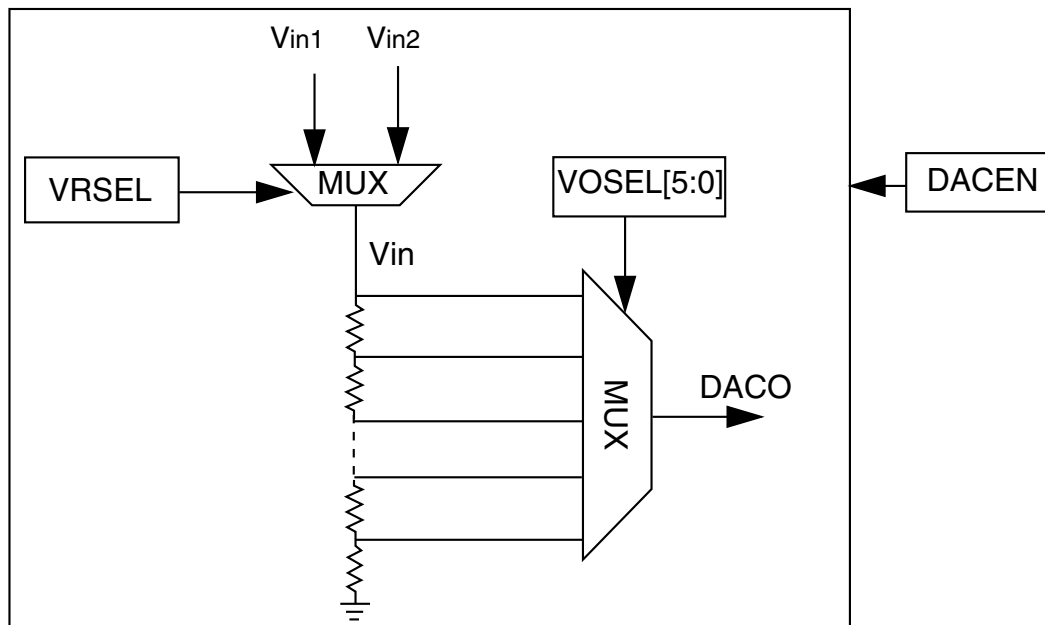 Vin1 Vin2
VRSEL
MUX
VOSEL[5:0]
DACEN
Vin
MUX
DACO